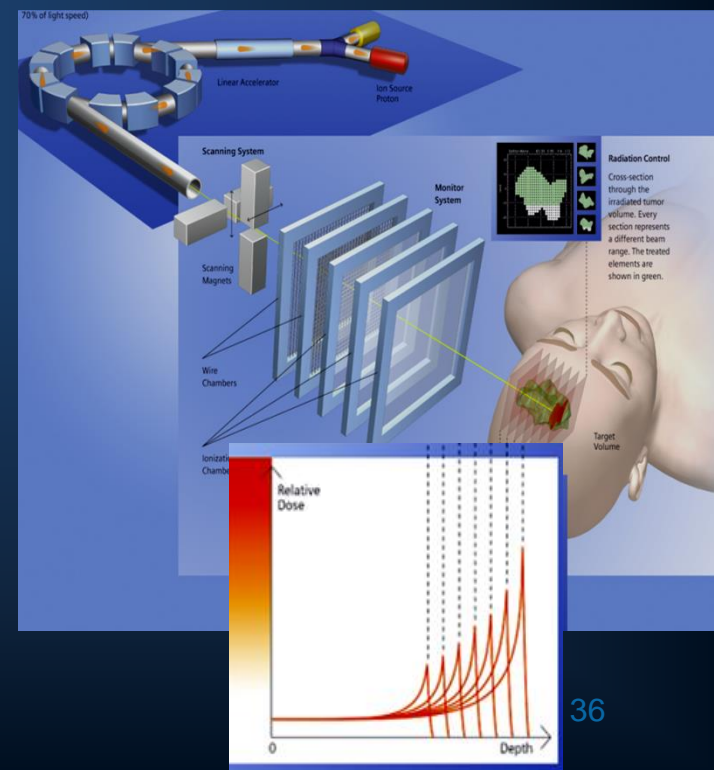 70% of light speed)
Linear Accelerator
Ion Source
Proton
Scanning System
Monitor
System
Radiation Control
Cross-section
through the
irradiated tumor
volume. Every
section represents
a different beam
range. The treated
elements are
shown in green.
Scanning
Magnets
Wire
Chambers
Target
Volume
Relative
Dose
0
Depth
36